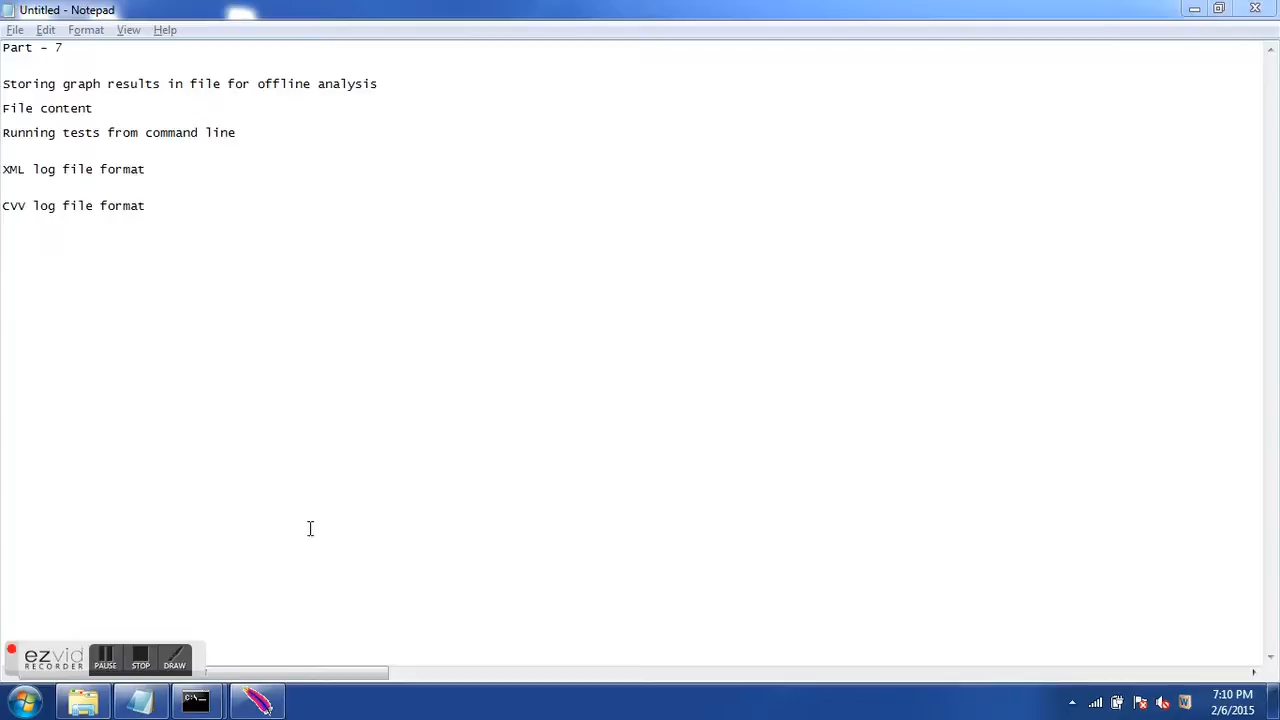 Untitled - Notepad
File Edit Format View Help
Part - 7
Storing graph results in file for offline analysis
File content
Running tests from command line
XML log file format
CVV log file format
ezvid
RECORDER
PAUSE STOP DRAW
C:\.
W
7:10 PM
2/6/2015